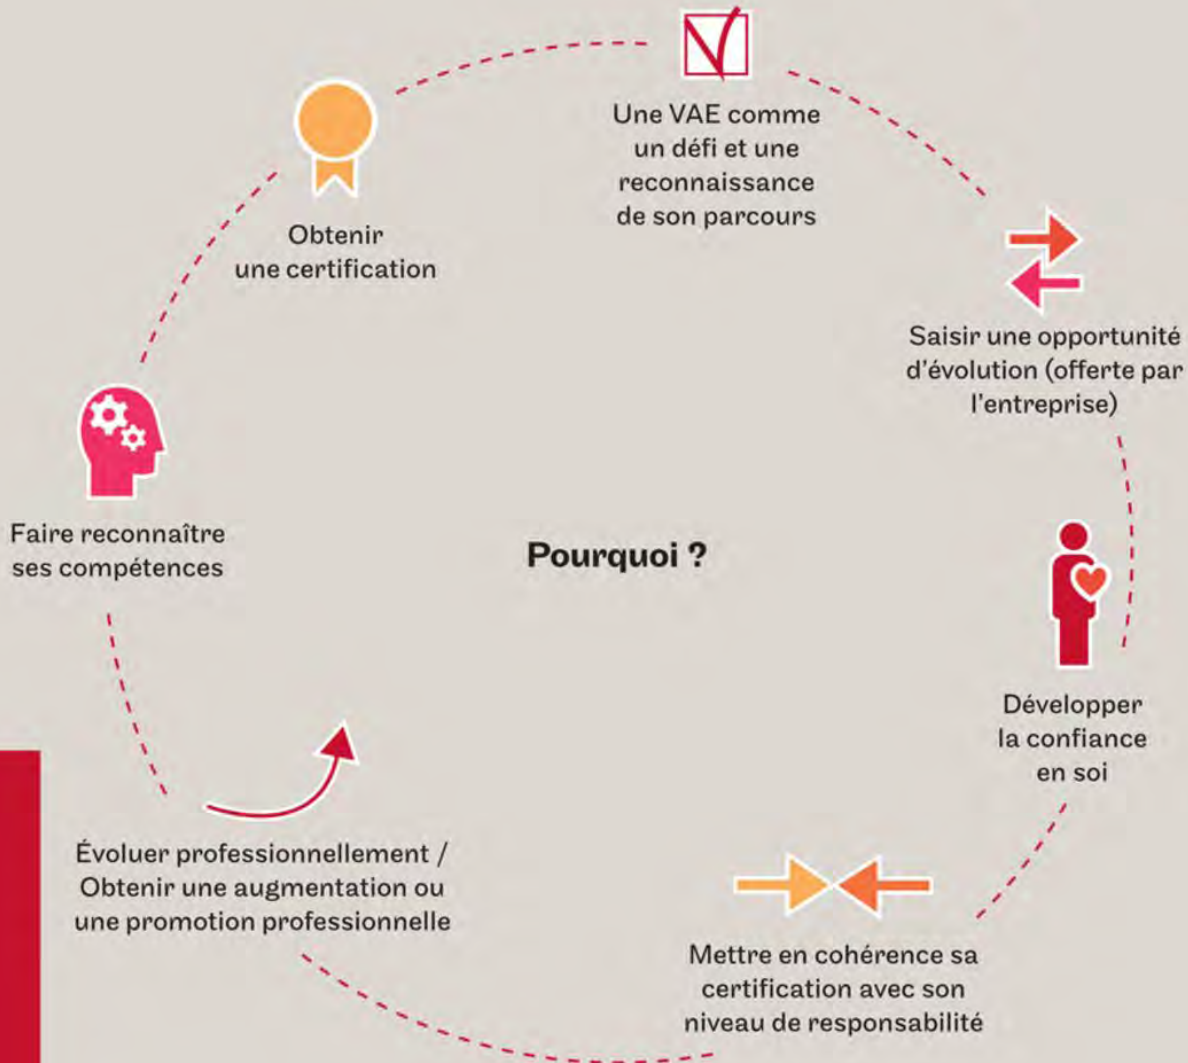 Une VAE comme
un défi et une
reconnaissance
de son parcours
Obtenir
une certification
Saisir une opportunité
d'évolution (offerte par
l'entreprise)
Faire reconnaître
ses compétences
Pourquoi ?
Développer
la confiance
en soi
Évoluer professionnellement /
Obtenir une augmentation ou
une promotion professionnelle
Mettre en cohérence sa
certification avec son
niveau de responsabilité